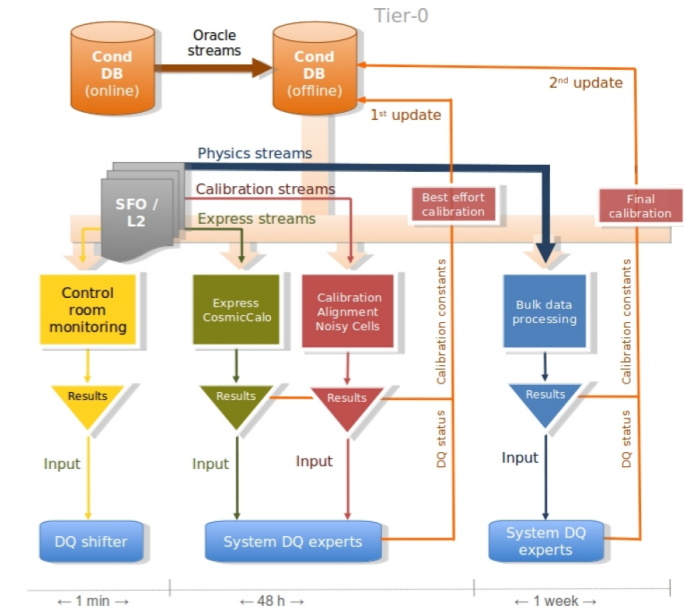 Tier-0
Oracle
streams
Cond
DB
(online)
Cond
DB
(offline)
2nd update
1st update
Physics streams
Calibration streams
Express streams
SFO /
L2
Best effort
calibration
Final
calibration
Control
room
monitoring
Express
CosmicCalo
Calibration
Alignment
Noisy Cells
Bulk data
processing
Calibration constants
Calibration constants
Results
Results
Results
Results
DQ status
DQ status
Input
Input
Input
Input
DQ shifter
System DQ experts
System DQ
experts
← 1 min →
← 48 h →
← 1 week →